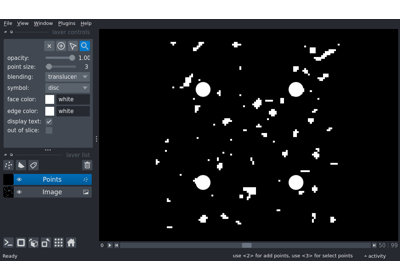 File View Window Plugins Help
layer controls
opacity: 1.00
point size: 3
blending: translucen
symbol: disc
face color: white
edge color: white
display text:
out of slice:
layer list
Points
Image
50 99
Ready
use <2> for add points, use <3> for select points
activity